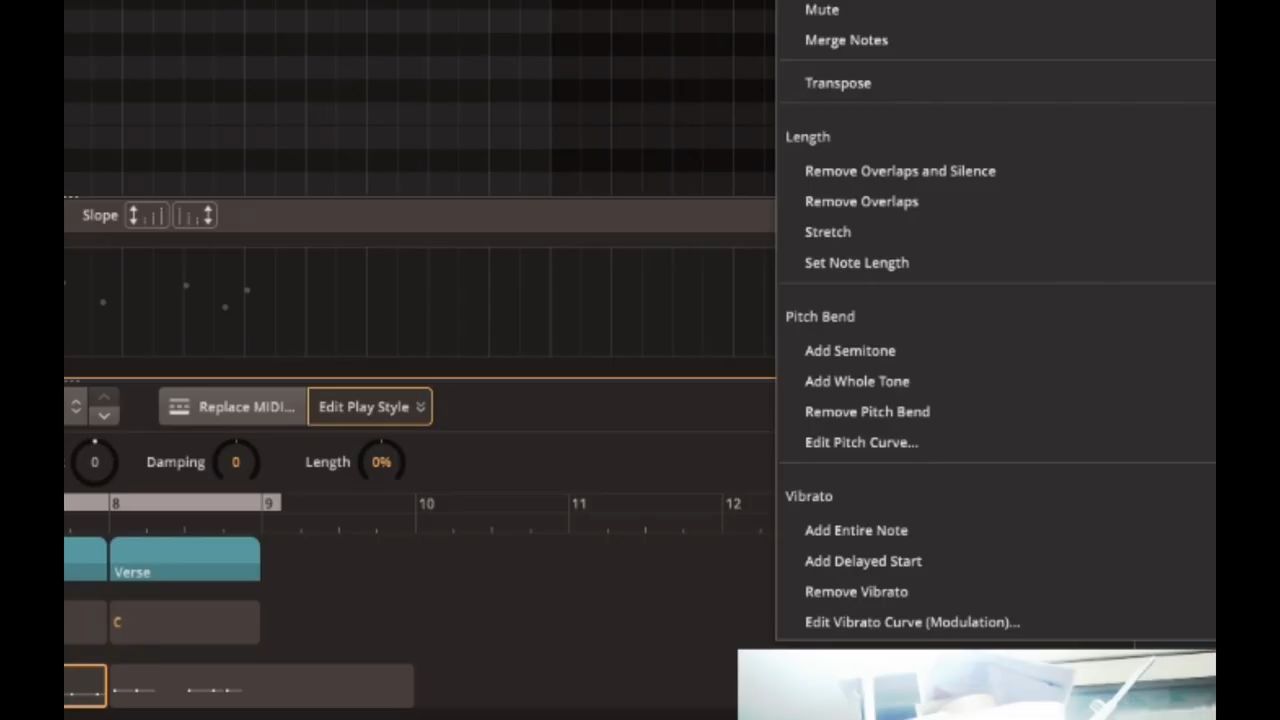 Mute
Merge Notes
Transpose
Length
Remove Overlaps and Silence
Remove Overlaps
Slope
Stretch
Set Note Length
Pitch Bend
Add Semitone
Add Whole Tone
Replace MIDI...
Edit Play Style
Remove Pitch Bend
Edit Pitch Curve...
0
Damping
0
Length
0%
Vibrato
8
9
10
11
12
Add Entire Note
Add Delayed Start
Verse
Remove Vibrato
C
Edit Vibrato Curve (Modulation)...